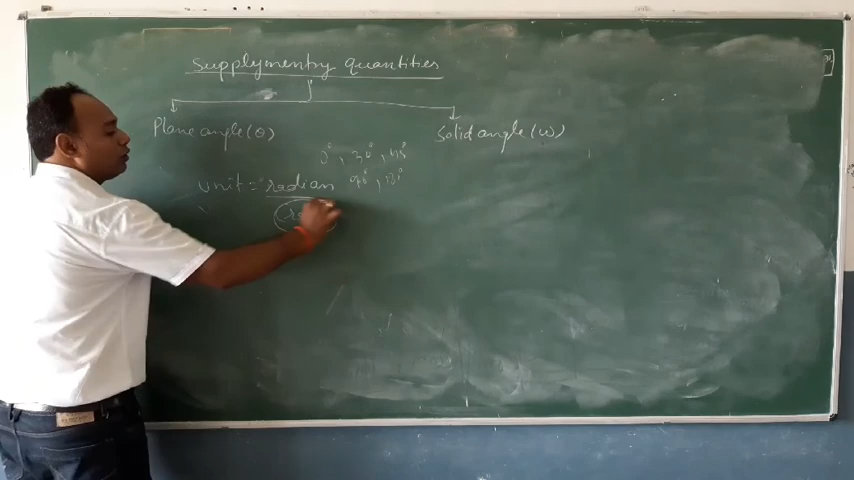 Supplymentry quantities
Plane angle (θ)
Solid angle (ω)
0°, 30°, 45°
unit = radian 90°, 180°